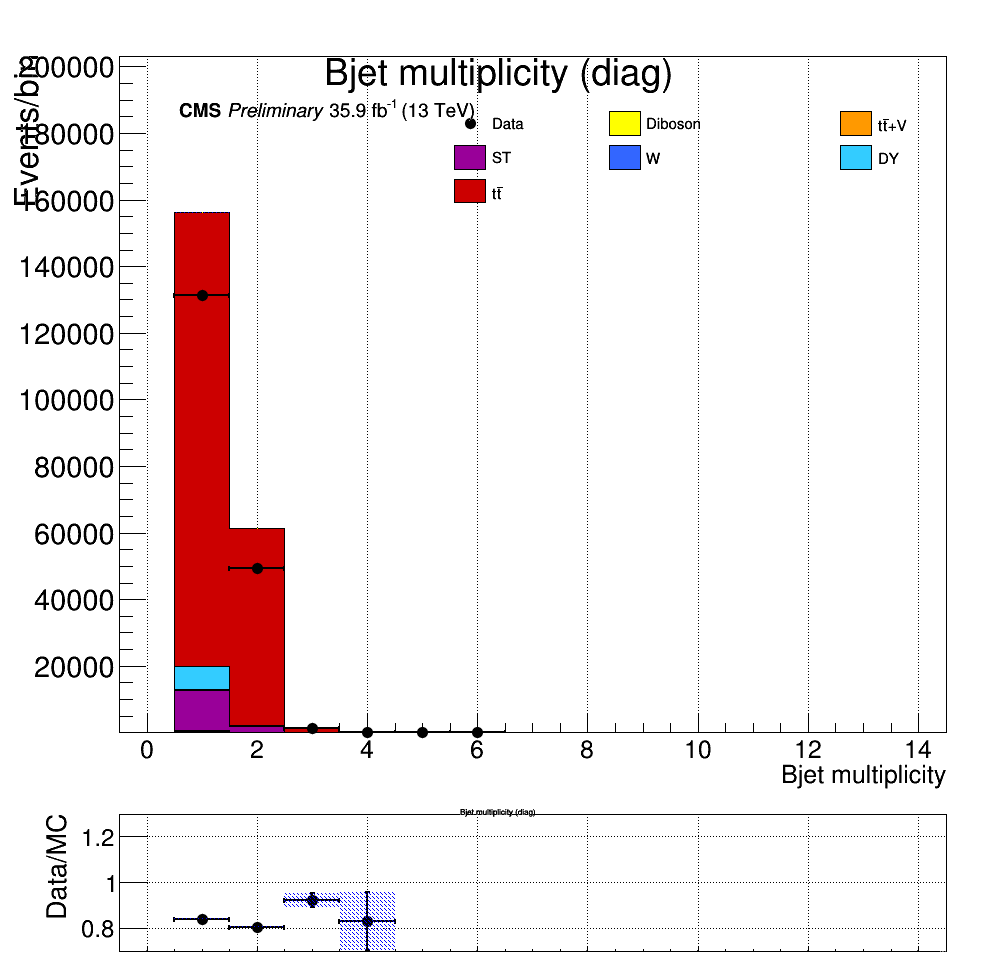 Bjet multiplicity (diag)
CMS Preliminary 35.9 fb⁻¹ (13 TeV)
Data
Diboson
tt̄+V
ST
W
DY
tt̄
Events/bin
200000
180000
160000
140000
120000
100000
80000
60000
40000
20000
0 2 4 6 8 10 12 14
Bjet multiplicity
Bjet multiplicity (diag)
Data/MC
1.2
1
0.8